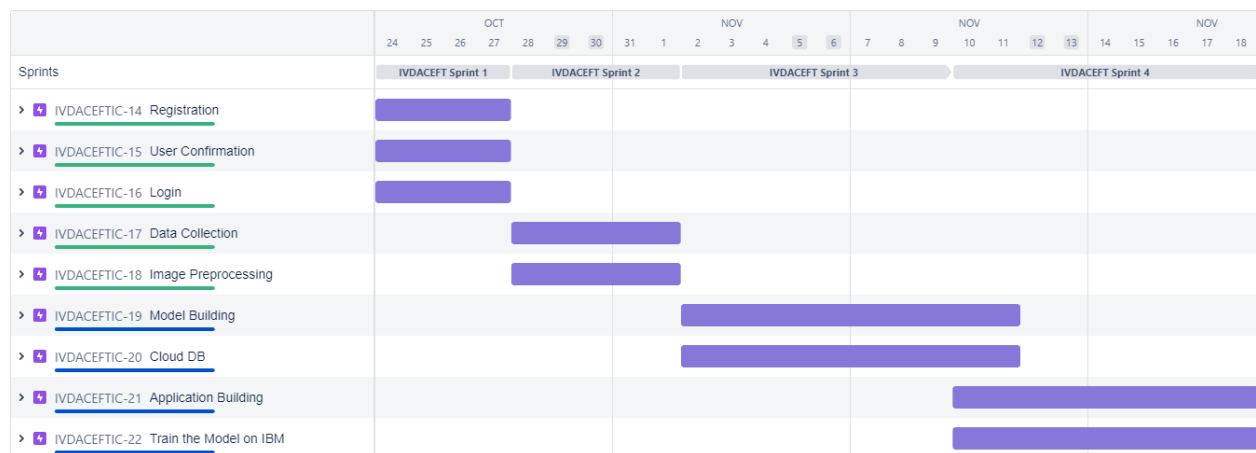 OCT NOV NOV NOV
24 25 26 27 28 29 30 31 1 2 3 4 5 6 7 8 9 10 11 12 13 14 15 16 17 18
Sprints IVDACEFT Sprint 1 IVDACEFT Sprint 2 IVDACEFT Sprint 3 IVDACEFT Sprint 4
IVDACEFTIC-14 Registration
IVDACEFTIC-15 User Confirmation
IVDACEFTIC-16 Login
IVDACEFTIC-17 Data Collection
IVDACEFTIC-18 Image Preprocessing
IVDACEFTIC-19 Model Building
IVDACEFTIC-20 Cloud DB
IVDACEFTIC-21 Application Building
IVDACEFTIC-22 Train the Model on IBM